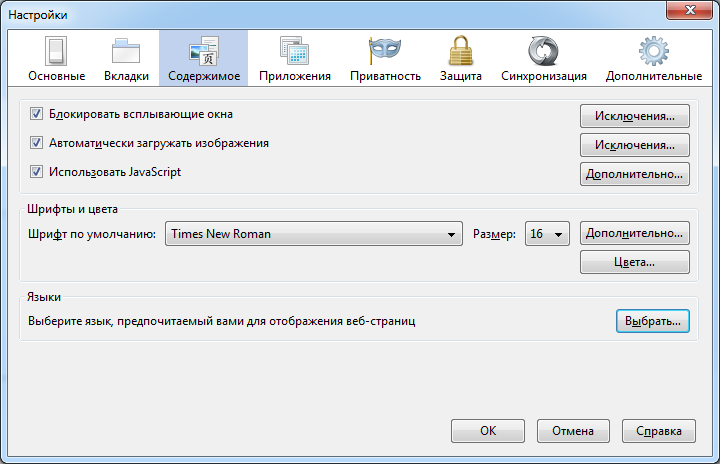 Настройки
Основные Вкладки Содержимое Приложения Приватность Защита Синхронизация Дополнительные
Блокировать всплывающие окна Исключения...
Автоматически загружать изображения Исключения...
Использовать JavaScript Дополнительно...
Шрифты и цвета
Шрифт по умолчанию: Times New Roman Размер: 16 Дополнительно...
Цвета...
Языки
Выберите язык, предпочитаемый вами для отображения веб-страниц Выбрать...
OK Отмена Справка